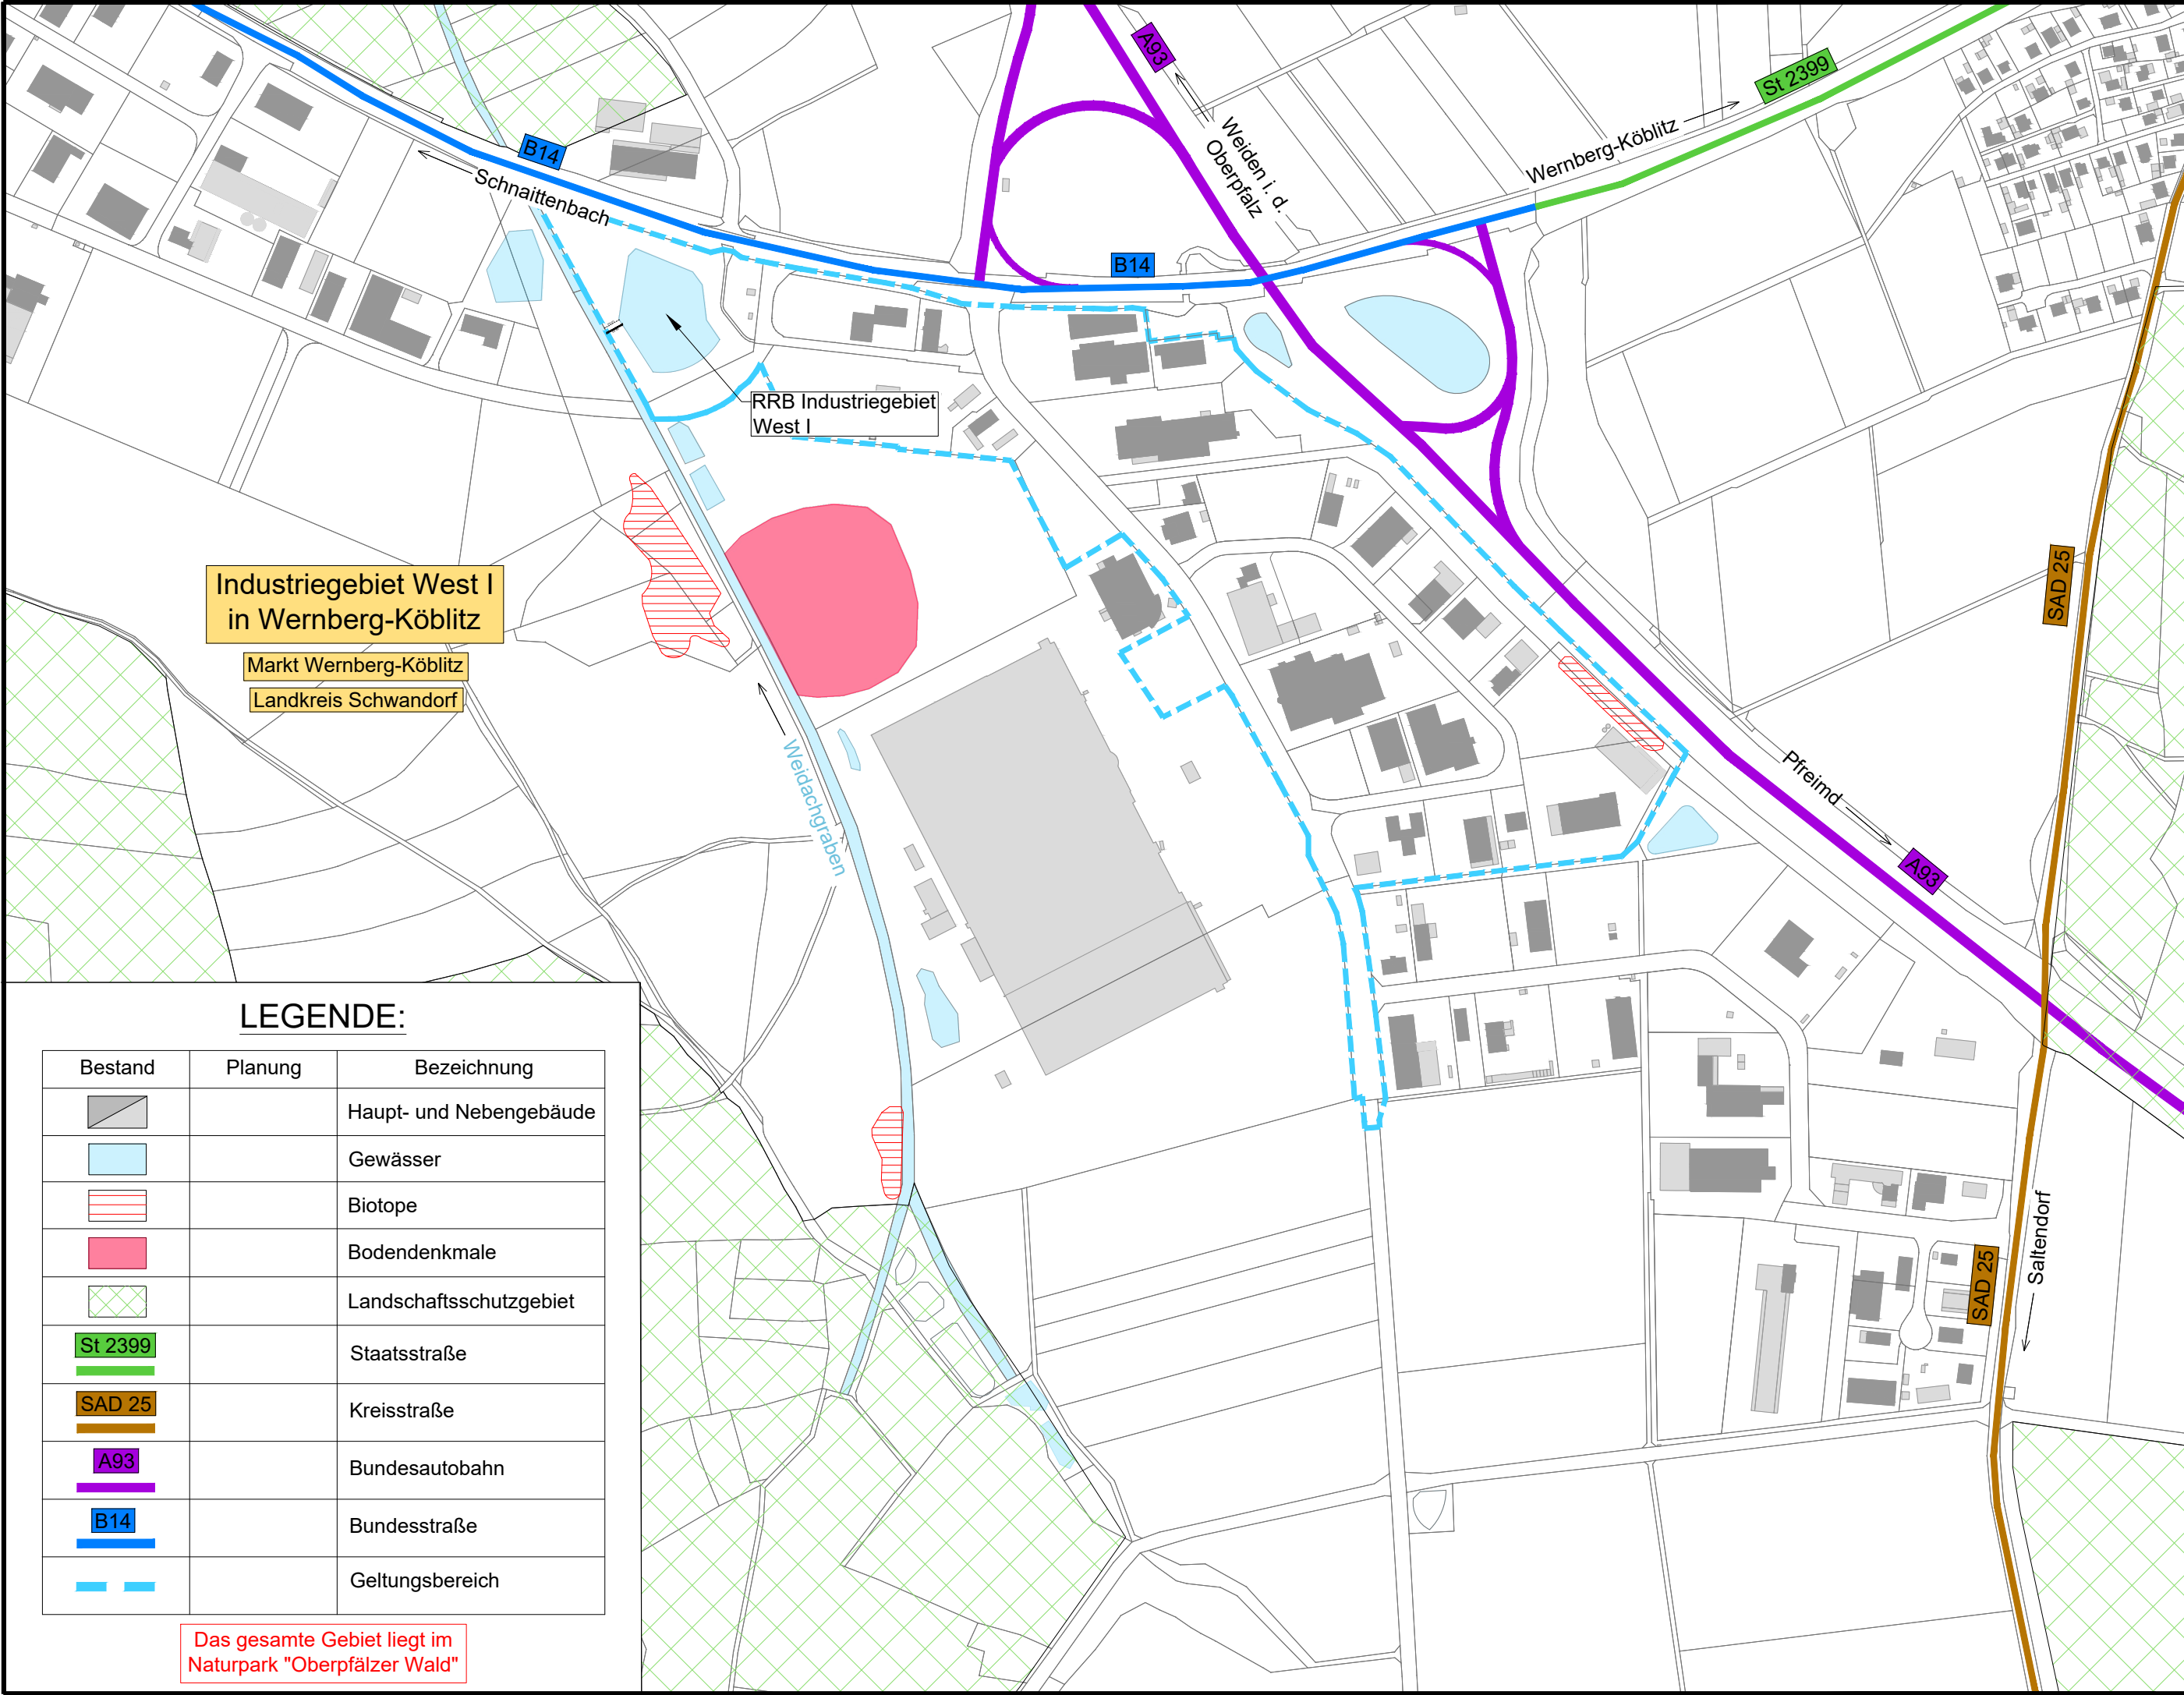 A93
St 2399
Weiden i. d.
Oberpfalz
Wernberg-Köblitz
B14
Schnaittenbach
B14
RRB Industriegebiet
West I
SAD 25
Industriegebiet West I
in Wernberg-Köblitz
Markt Wernberg-Köblitz
Landkreis Schwandorf
Weidachgraben
Pfreimd
A93
Saltendorf
SAD 25
LEGENDE:
Bestand Planung Bezeichnung
Haupt- und Nebengebäude
Gewässer
Biotope
Bodendenkmale
Landschaftsschutzgebiet
St 2399 Staatsstraße
SAD 25 Kreisstraße
A93 Bundesautobahn
B14 Bundesstraße
Geltungsbereich
Das gesamte Gebiet liegt im
Naturpark "Oberpfälzer Wald"